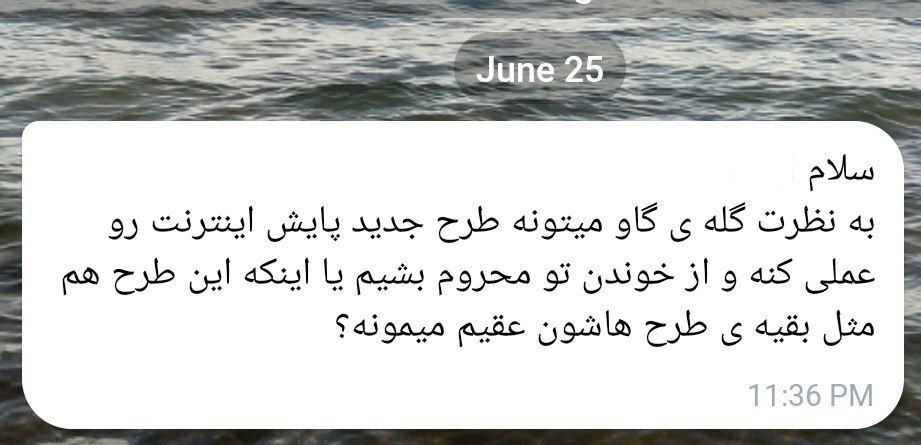 June 25
سلام
به نظرت گله ی گاو میتونه طرح جدید پایش اینترنت رو
عملی کنه و از خوندن تو محروم بشیم یا اینکه این طرح هم
مثل بقیه ی طرح هاشون عقیم میمونه؟
11:36 PM